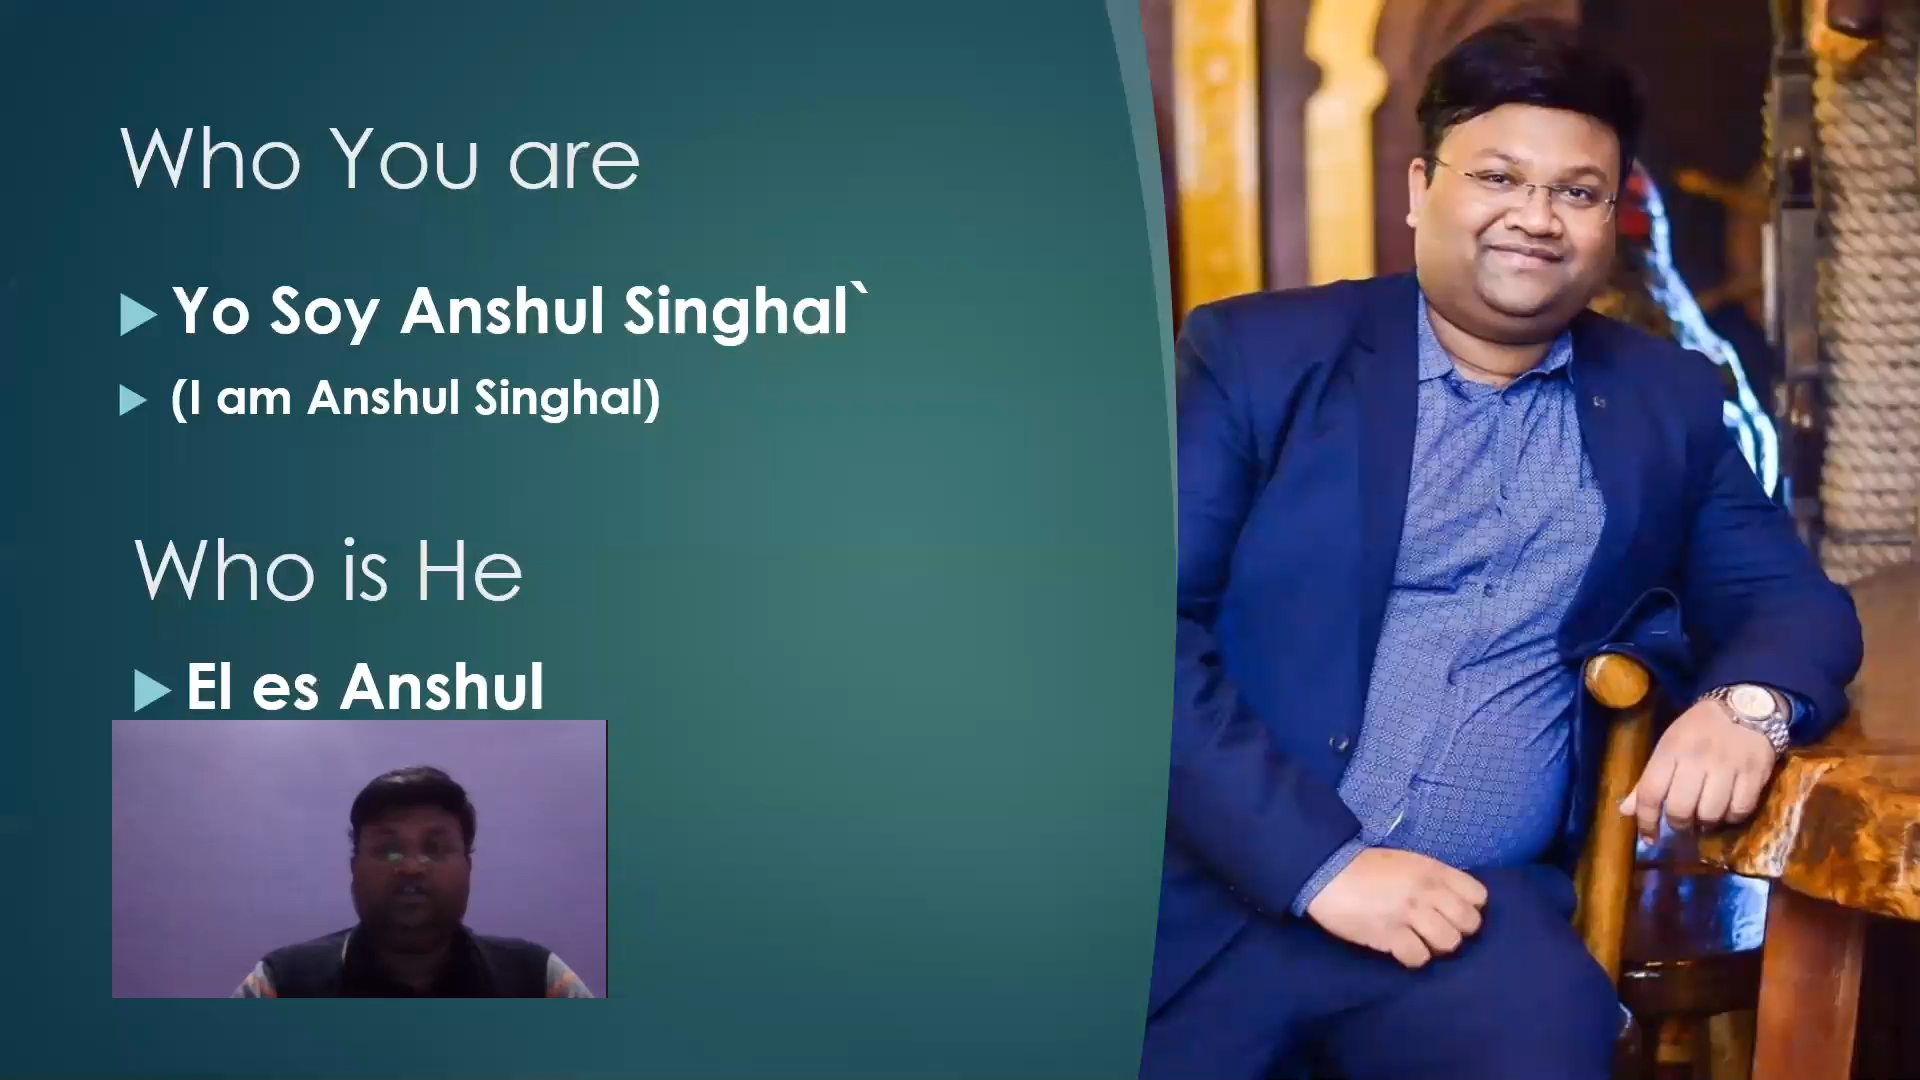 Who You are
Yo Soy Anshul Singhal`
(I am Anshul Singhal)
Who is He
El es Anshul